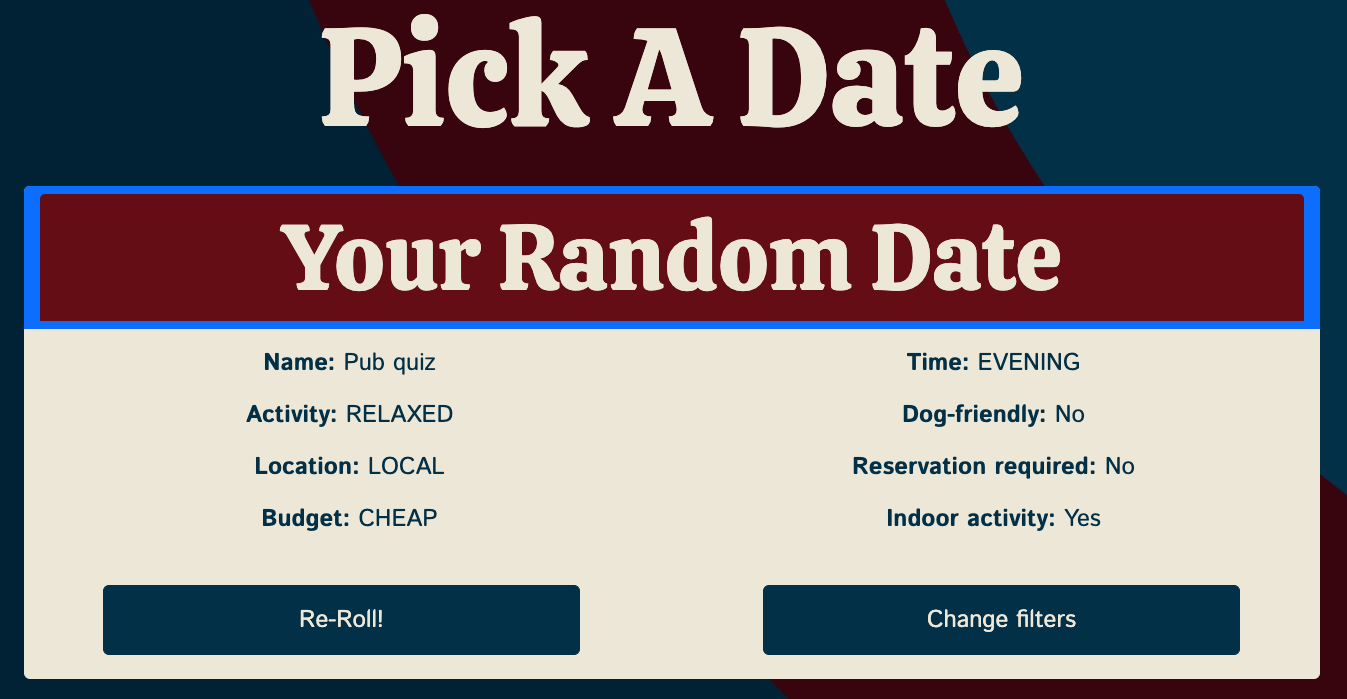 Pick A Date
Your Random Date
Name: Pub quiz
Activity: RELAXED
Location: LOCAL
Budget: CHEAP
Time: EVENING
Dog-friendly: No
Reservation required: No
Indoor activity: Yes
Re-Roll!
Change filters